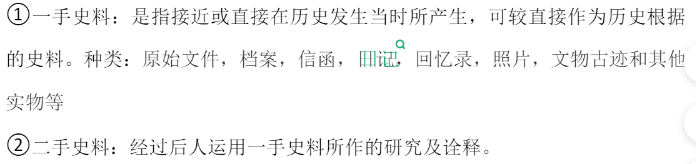 ①一手史料：是指接近或直接在历史发生当时所产生，可较直接作为历史根据
的史料。种类：原始文件，档案，信函，日记，回忆录，照片，文物古迹和其他
实物等
②二手史料：经过后人运用一手史料所作的研究及诠释。